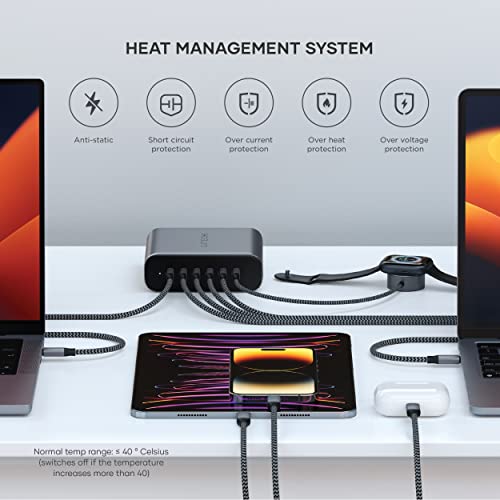 HEAT MANAGEMENT SYSTEM
Anti-static
Short circuit
protection
Over current
protection
Over heat
protection
Over voltage
protection
Normal temp range: ≤ 40 ° Celsius
(switches off if the temperature
increases more than 40)